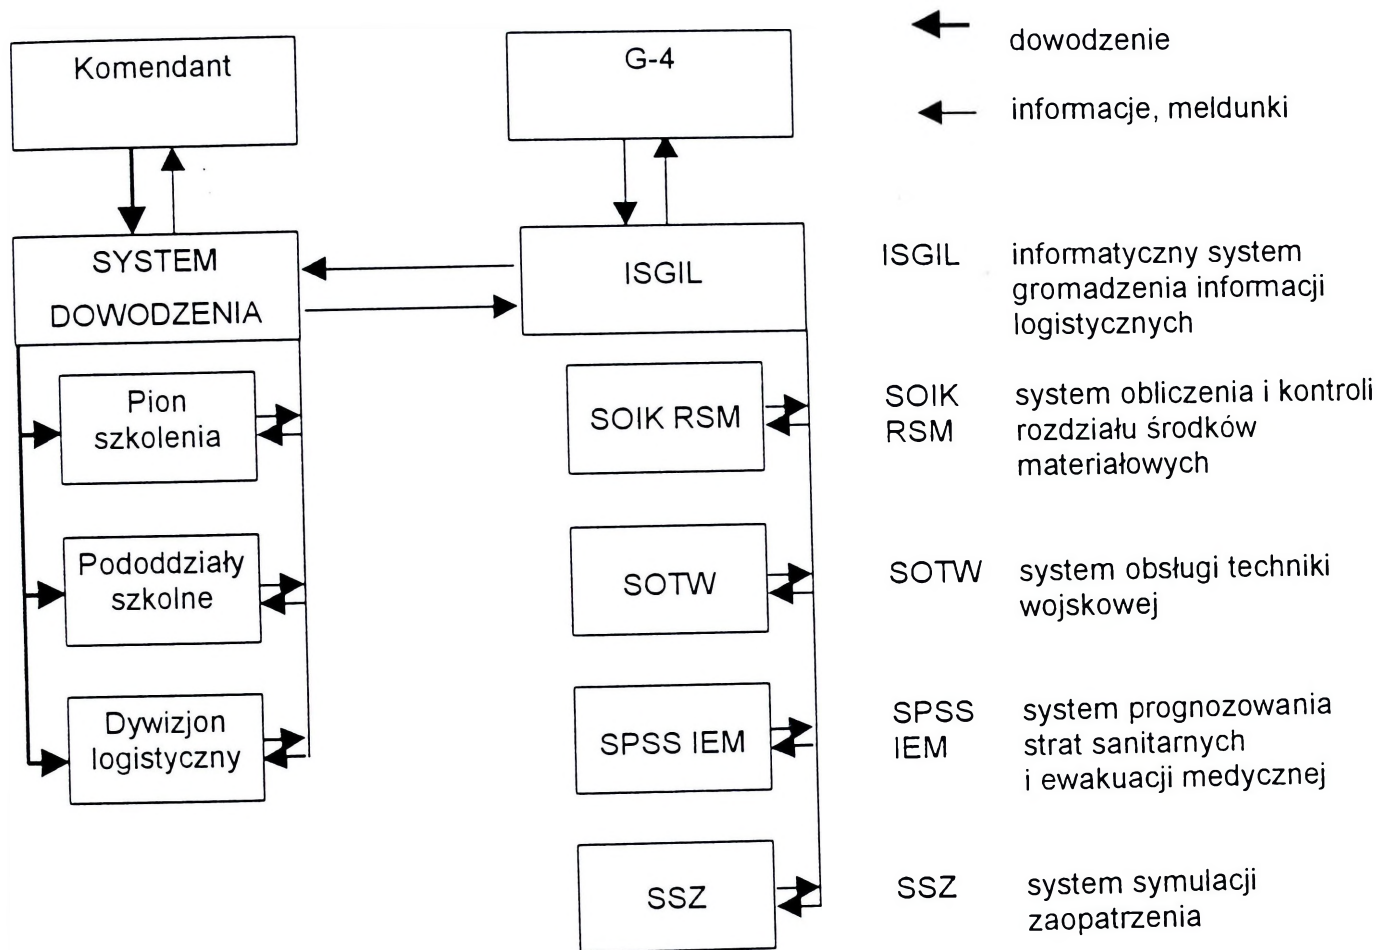 Komendant
G-4
dowodzenie
informacje, meldunki
SYSTEM
DOWODZENIA
ISGIL
Pion
szkolenia
Pododdziały
szkolne
Dywizjon
logistyczny
SOIK RSM
SOTW
SPSS IEM
SSZ
ISGIL informatyczny system
gromadzenia informacji
logistycznych
SOIK system obliczenia i kontroli
RSM rozdziału środków
materiałowych
SOTW system obsługi techniki
wojskowej
SPSS system prognozowania
IEM strat sanitarnych
i ewakuacji medycznej
SSZ system symulacji
zaopatrzenia